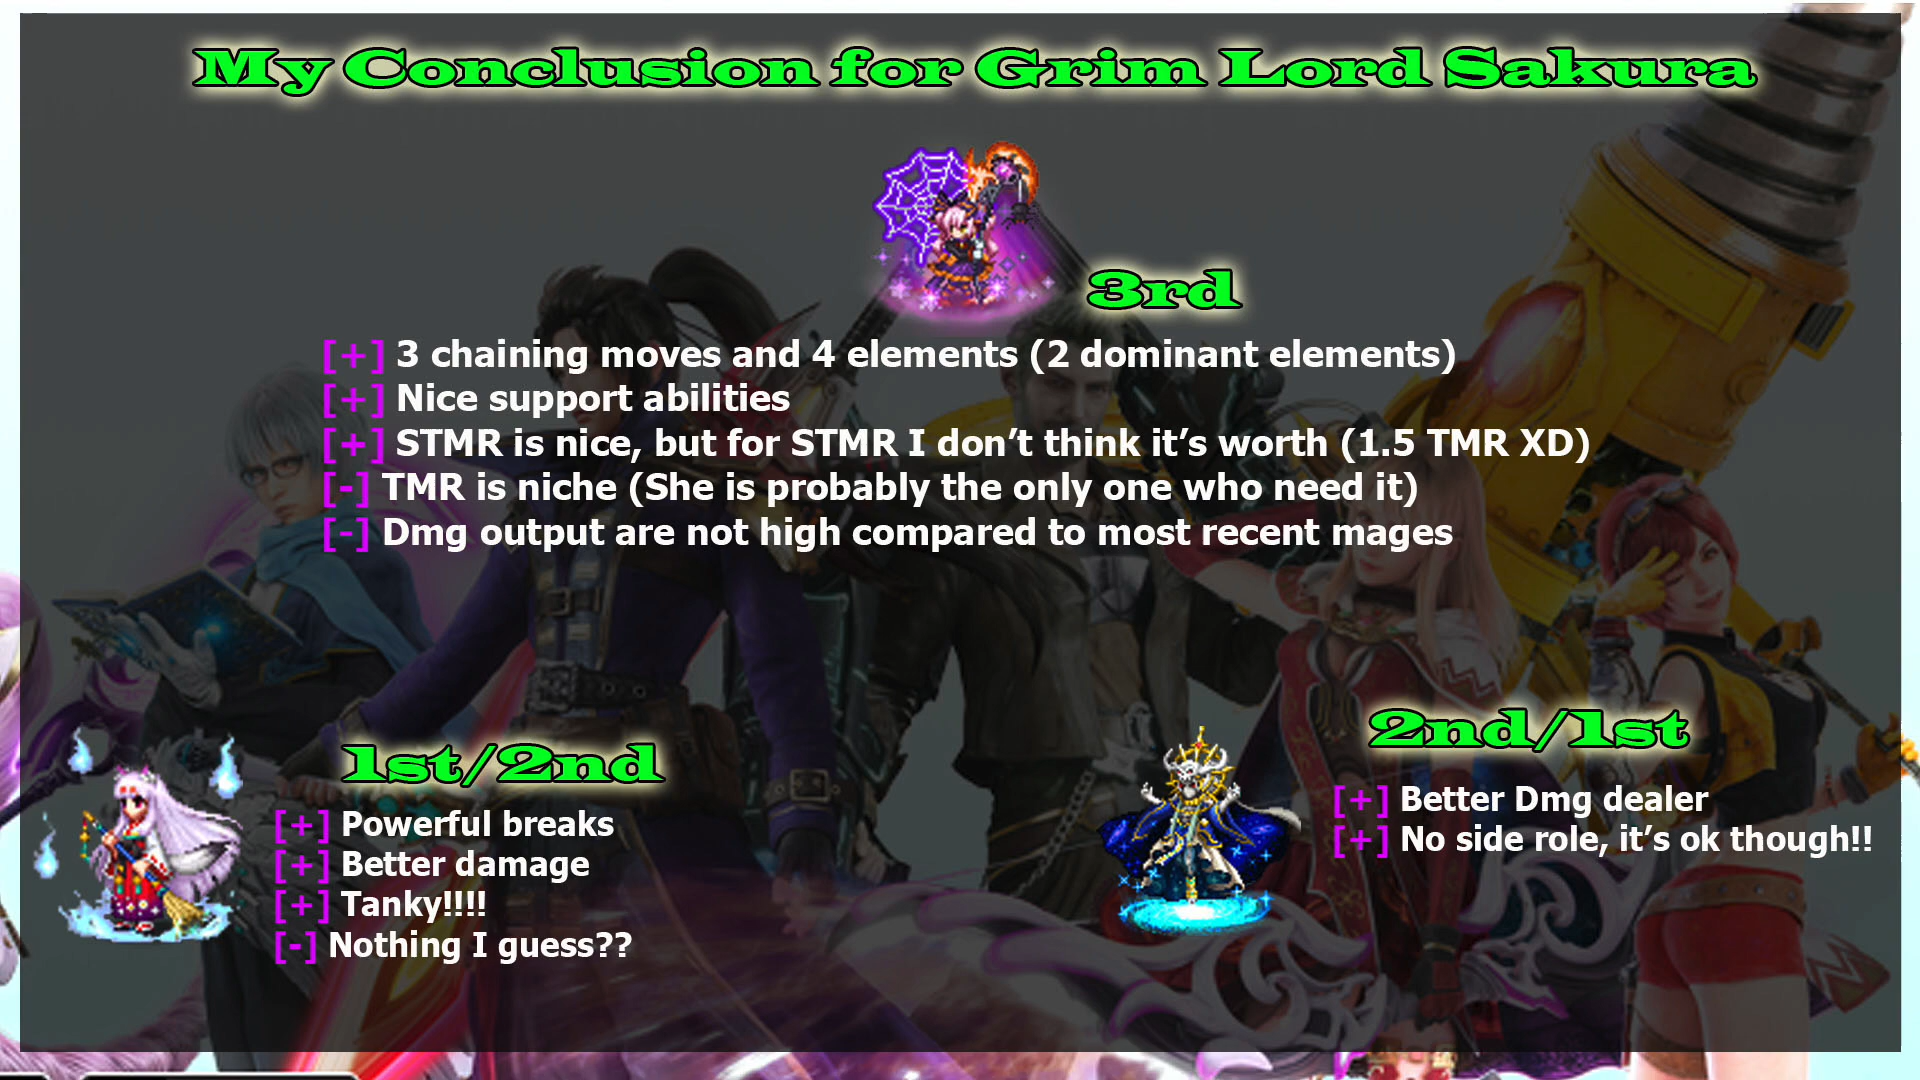 My Conclusion for Grim Lord Sakura
3rd
[+] 3 chaining moves and 4 elements (2 dominant elements)
[+] Nice support abilities
[+] STMR is nice, but for STMR I don't think it's worth (1.5 TMR XD)
[-] TMR is niche (She is probably the only one who need it)
[-] Dmg output are not high compared to most recent mages
1st/2nd
[+] Powerful breaks
[+] Better damage
[+] Tanky!!!!
[-] Nothing I guess??
2nd/1st
[+] Better Dmg dealer
[+] No side role, it's ok though!!